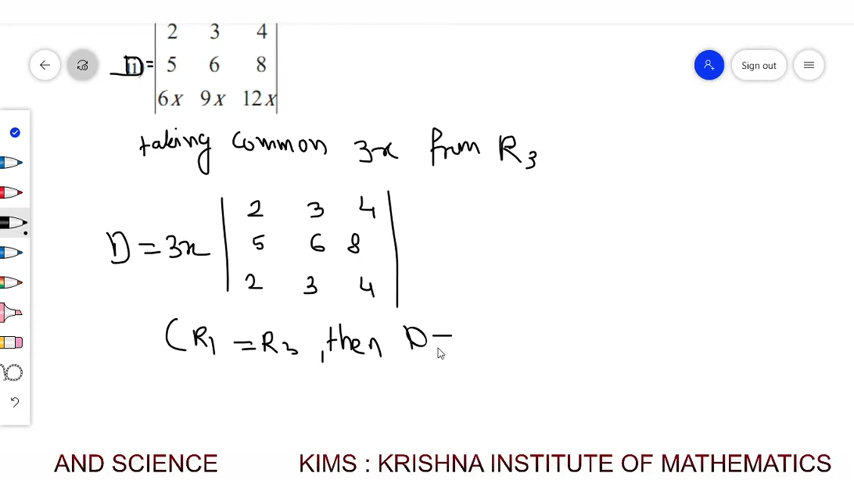 2 3 4
D= 5 6 8
6x 9x 12x
Sign out
taking common 3x from R3
2 3 4
D = 3x 5 6 8
2 3 4
(R1 = R3, then D =
AND SCIENCE KIMS : KRISHNA INSTITUTE OF MATHEMATICS